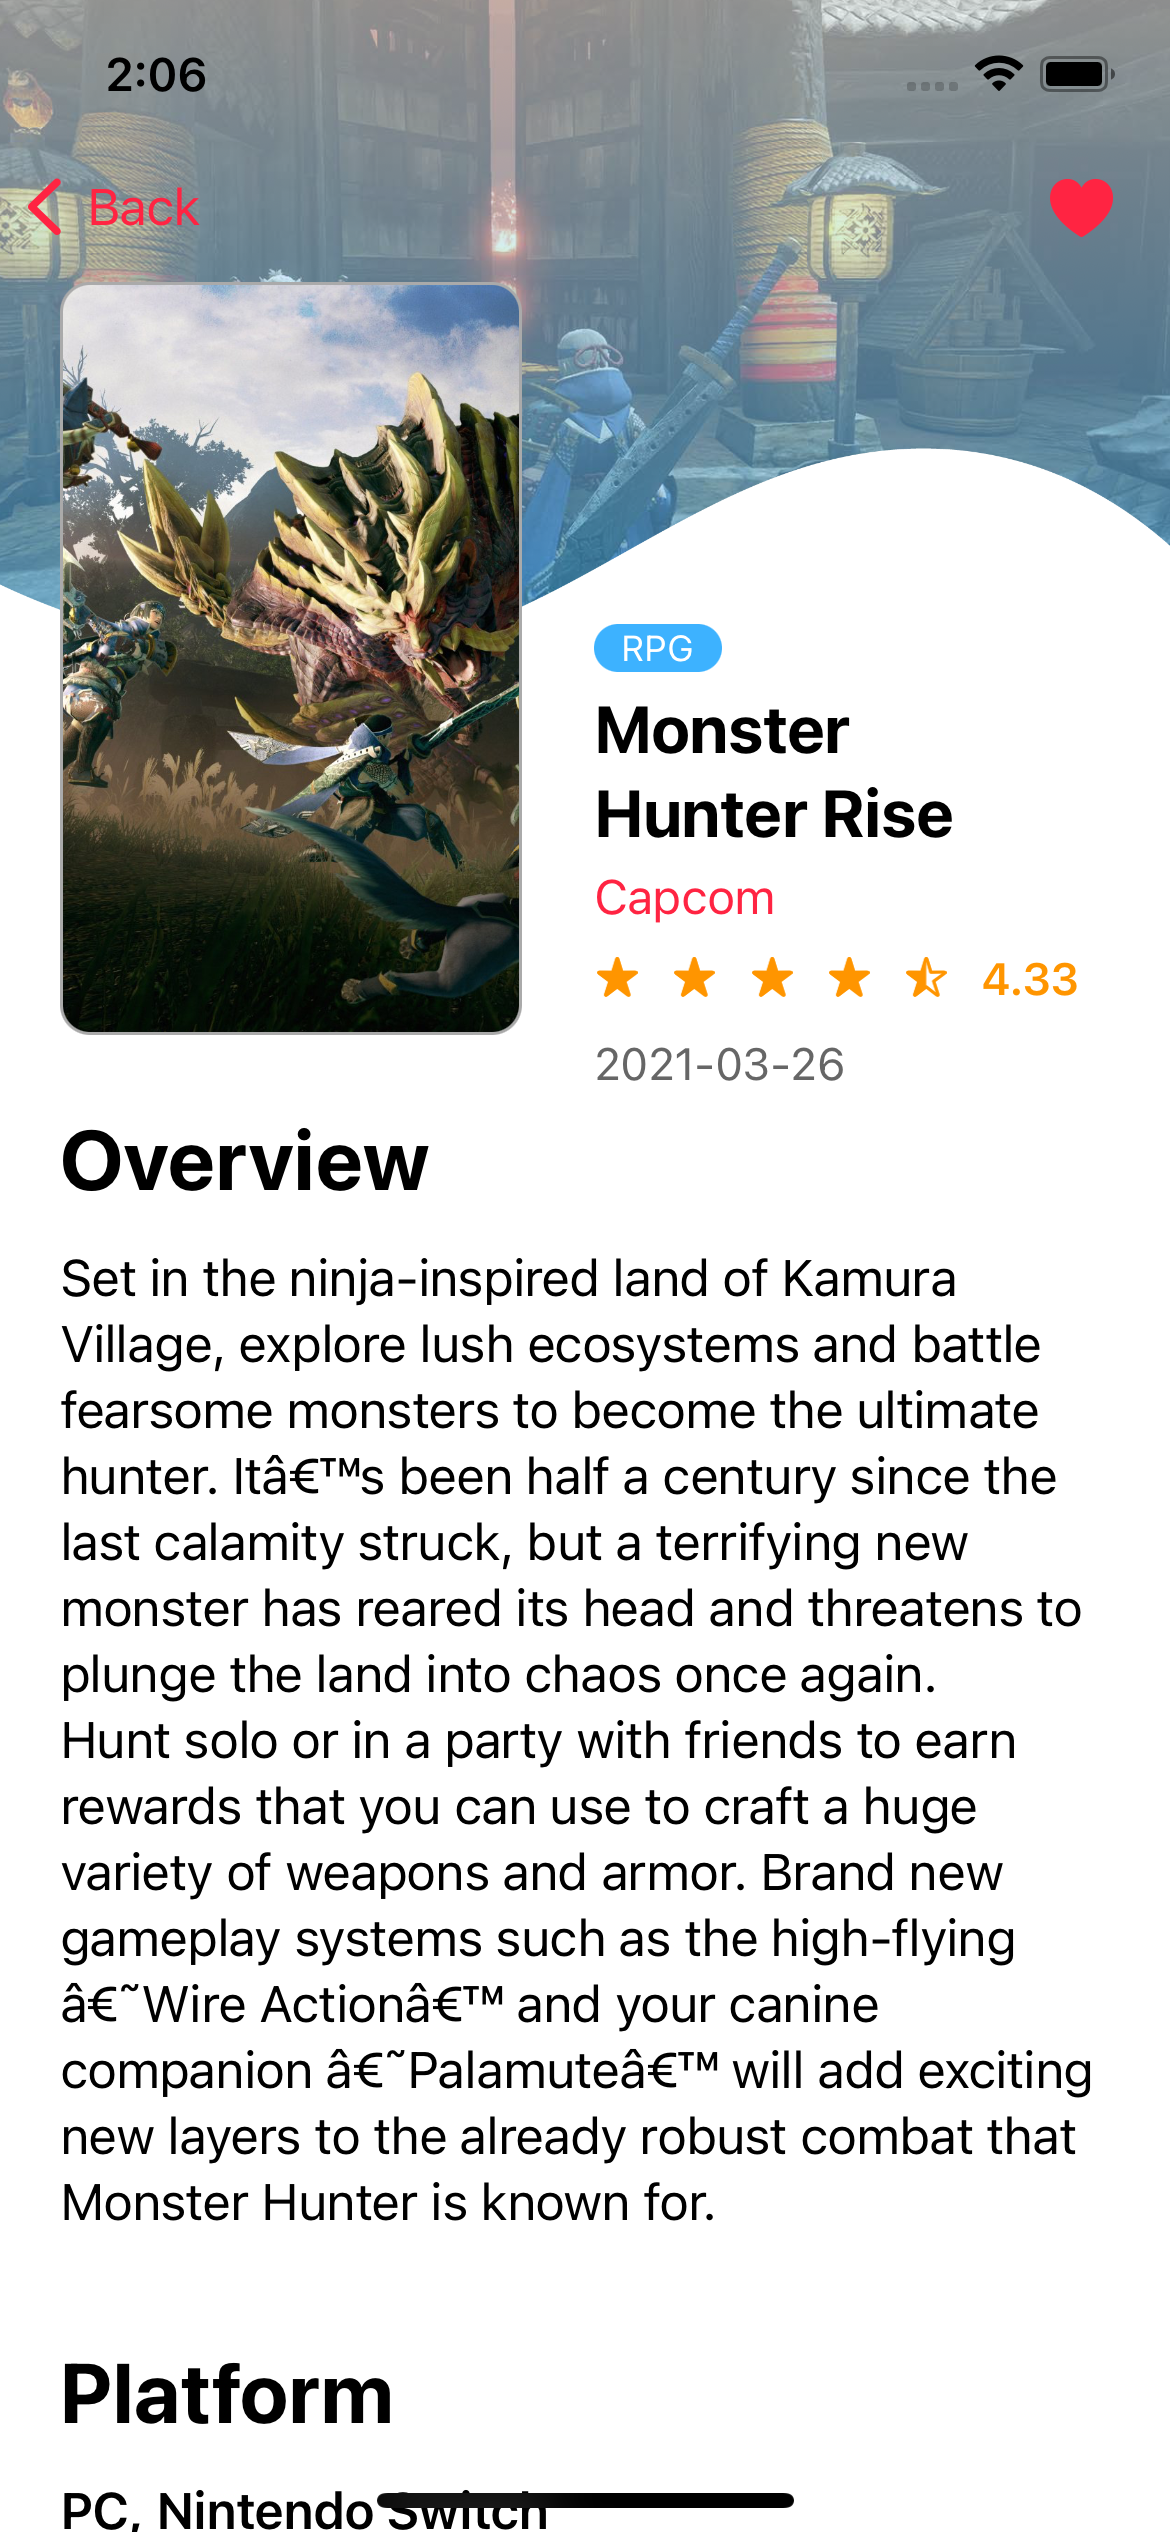 2:06
Back
RPG
Monster
Hunter Rise
Capcom
4.33
2021-03-26
Overview
Set in the ninja-inspired land of Kamura
Village, explore lush ecosystems and battle
fearsome monsters to become the ultimate
hunter. Itâ€™s been half a century since the
last calamity struck, but a terrifying new
monster has reared its head and threatens to
plunge the land into chaos once again.
Hunt solo or in a party with friends to earn
rewards that you can use to craft a huge
variety of weapons and armor. Brand new
gameplay systems such as the high-flying
â€˜Wire Actionâ€™ and your canine
companion â€˜Palamuteâ€™ will add exciting
new layers to the already robust combat that
Monster Hunter is known for.
Platform
PC, Nintendo Switch